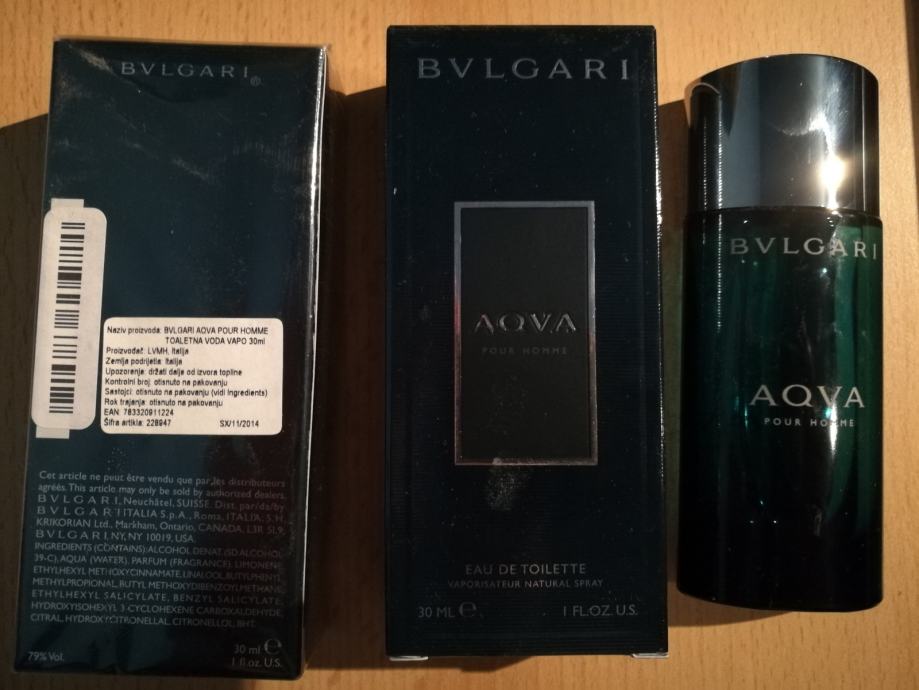 BVLGARI
Naziv proizvoda: BVLGARI AQVA POUR HOMME
TOALETNA VODA VAPO 30ml
Proizvođač: LVMH, Italija
Zemlja podrijetla: Italija
Upozorenje: držati dalje od izvora topline
Kontrolni broj: otisnuto na pakovanju
Sastojci: otisnuto na pakovanju (vidi ingredients)
Rok trajanja: otisnuto na pakovanju
EAN: 783320911224
Šifra artikla: 228947 SX/11/2014
Cet article ne peut être vendu que par les distributeurs
agréés. This article may only be sold by authorized dealers.
BVLGARI, Neuchâtel, SUISSE. Dist. par/da/by
BVLGARI ITALIA S.p.A., Roma, ITALIA; S.H.
KRIKORIAN Ltd., Markham, Ontario, CANADA, L3R 5L9;
BVLGARI, NY, NY 10019, USA.
INGREDIENTS (CONTAINS): ALCOHOL DENAT. (SD ALCOHOL
39-C), AQUA (WATER), PARFUM (FRAGRANCE), LIMONENE,
ETHYLHEXYL METHOXYCINNAMATE, LINALOOL, BUTYLPHENYL
METHYLPROPIONAL, BUTYL METHOXYDIBENZOYLMETHANE,
ETHYLHEXYL SALICYLATE, BENZYL SALICYLATE,
HYDROXYISOHEXYL 3-CYCLOHEXENE CARBOXALDEHYDE,
CITRAL, HYDROXYCITRONELLAL, CITRONELLOL, BHT.
79% Vol.
30 ml e
1 fl.oz. U.S.
BVLGARI
AQVA
POUR HOMME
EAU DE TOILETTE
VAPORISATEUR NATURAL SPRAY
30 ML e 1 FL.OZ. U.S.
BVLGARI
AQVA
POUR HOMME